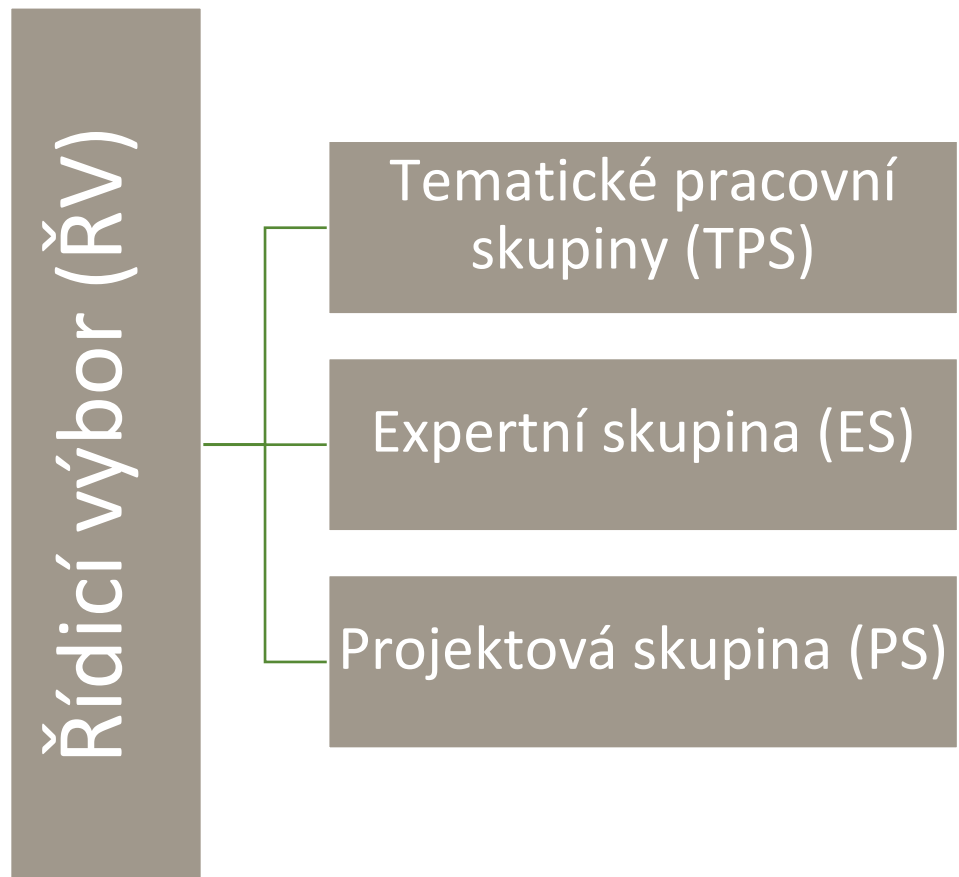 Řídicí výbor (ŘV)
Tematické pracovní
skupiny (TPS)
Expertní skupina (ES)
Projektová skupina (PS)